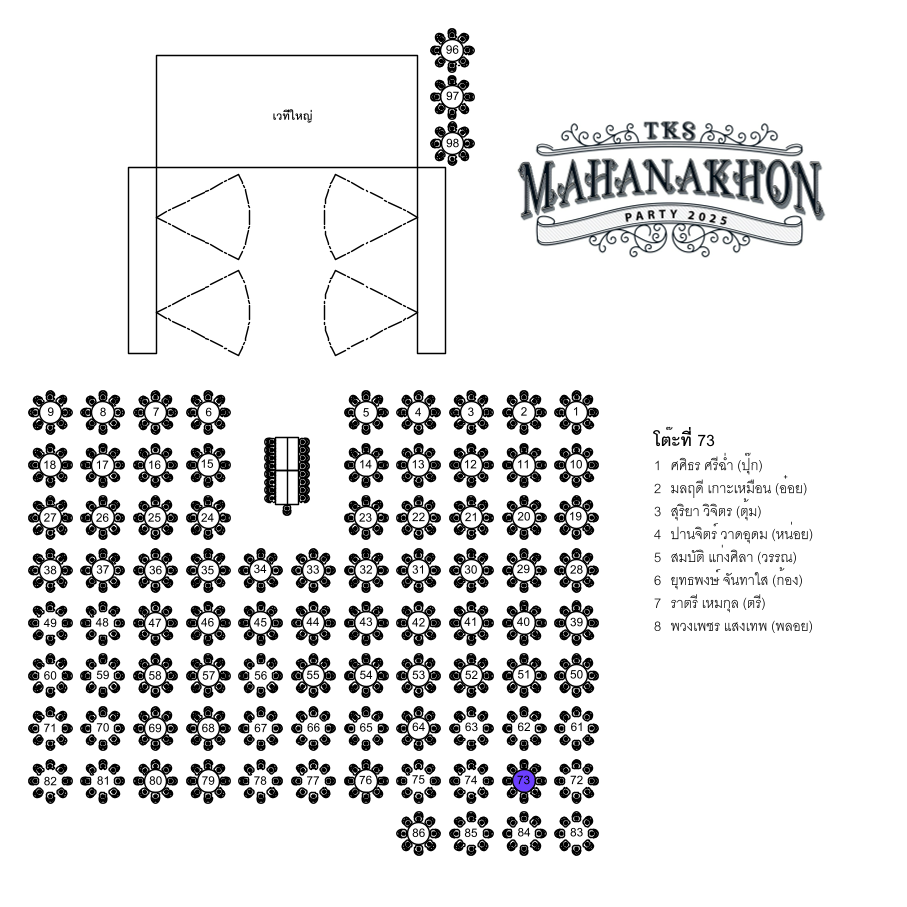 96
เวทีใหญ่
97
98
TKS
MAHANAKHON
PARTY 2025
9 8 7 6 5 4 3 2 1
18 17 16 15 14 13 12 11 10
27 26 25 24 23 22 21 20 19
38 37 36 35 34 33 32 31 30 29 28
49 48 47 46 45 44 43 42 41 40 39
60 59 58 57 56 55 54 53 52 51 50
71 70 69 68 67 66 65 64 63 62 61
82 81 80 79 78 77 76 75 74 73 72
86 85 84 83
โต๊ะที่ 73
1 ศศิธร ศรีฉ่ำ (ปุ๊ก)
2 มลฤดี เกาะเหมือน (อ๋อย)
3 สุริยา วิจิตร (ตุ้ม)
4 ปานจิตร์ วาดอุดม (หน่อย)
5 สมบัติ แก่งศิลา (วรรณ)
6 ยุทธพงษ์ จันทาใส (ก้อง)
7 ราตรี เหมกุล (ตรี)
8 พวงเพชร แสงเทพ (พลอย)